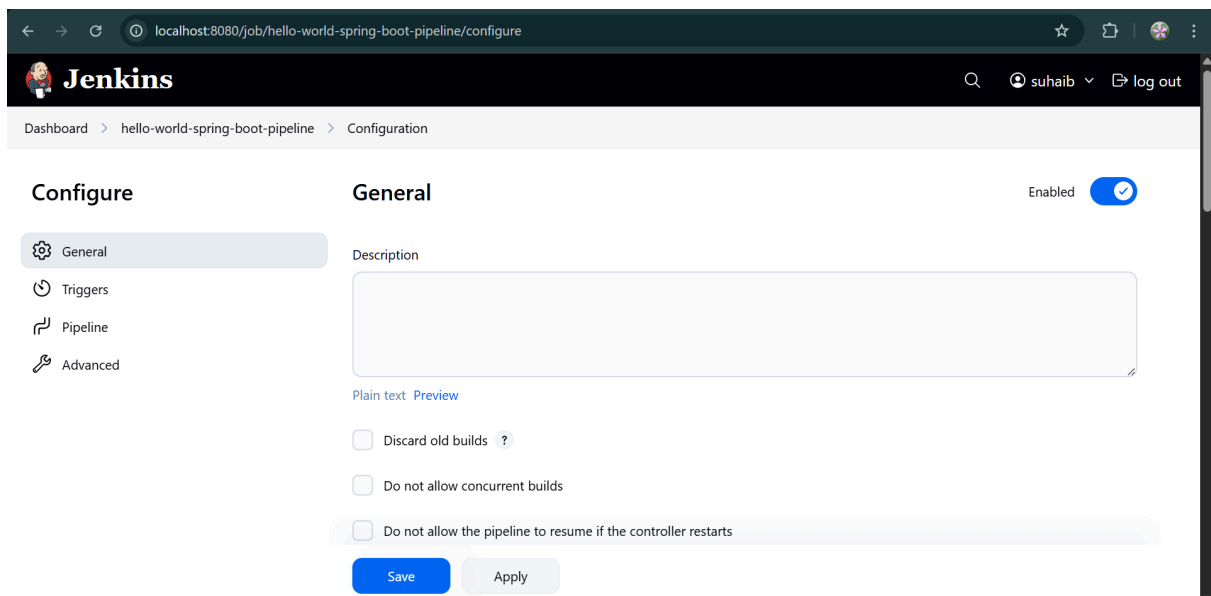 localhost:8080/job/hello-world-spring-boot-pipeline/configure
Jenkins
suhaib
log out
Dashboard > hello-world-spring-boot-pipeline > Configuration
Configure
General
Triggers
Pipeline
Advanced
General
Enabled
Description
Plain text Preview
Discard old builds ?
Do not allow concurrent builds
Do not allow the pipeline to resume if the controller restarts
Save
Apply